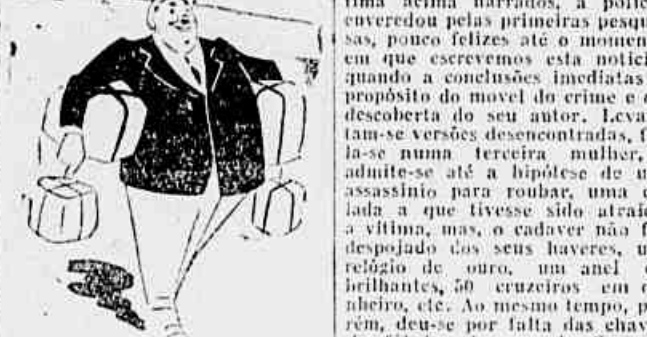 tima acima narrados, a políc
enveredou pelas primeiras pesqu
sas, pouco felizes até o momen
em que escrevemos esta notíci
quando a conclusões imediatas
propósito do movel do crime e
descoberta do seu autor. Leva
tam-se versões desencontradas, f
la-se numa terceira mulher,
admite-se até a hipótese de u
assassinio para roubar, uma c
lada a que tivesse sido atraíd
a vítima, mas, o cadaver não f
despojado dos seus haveres, u
relógio de ouro, um anel
brilhantes, 50 cruzeiros em
nheiro, etc. Ao mesmo tempo, p
rém, deu-se por falta das chav